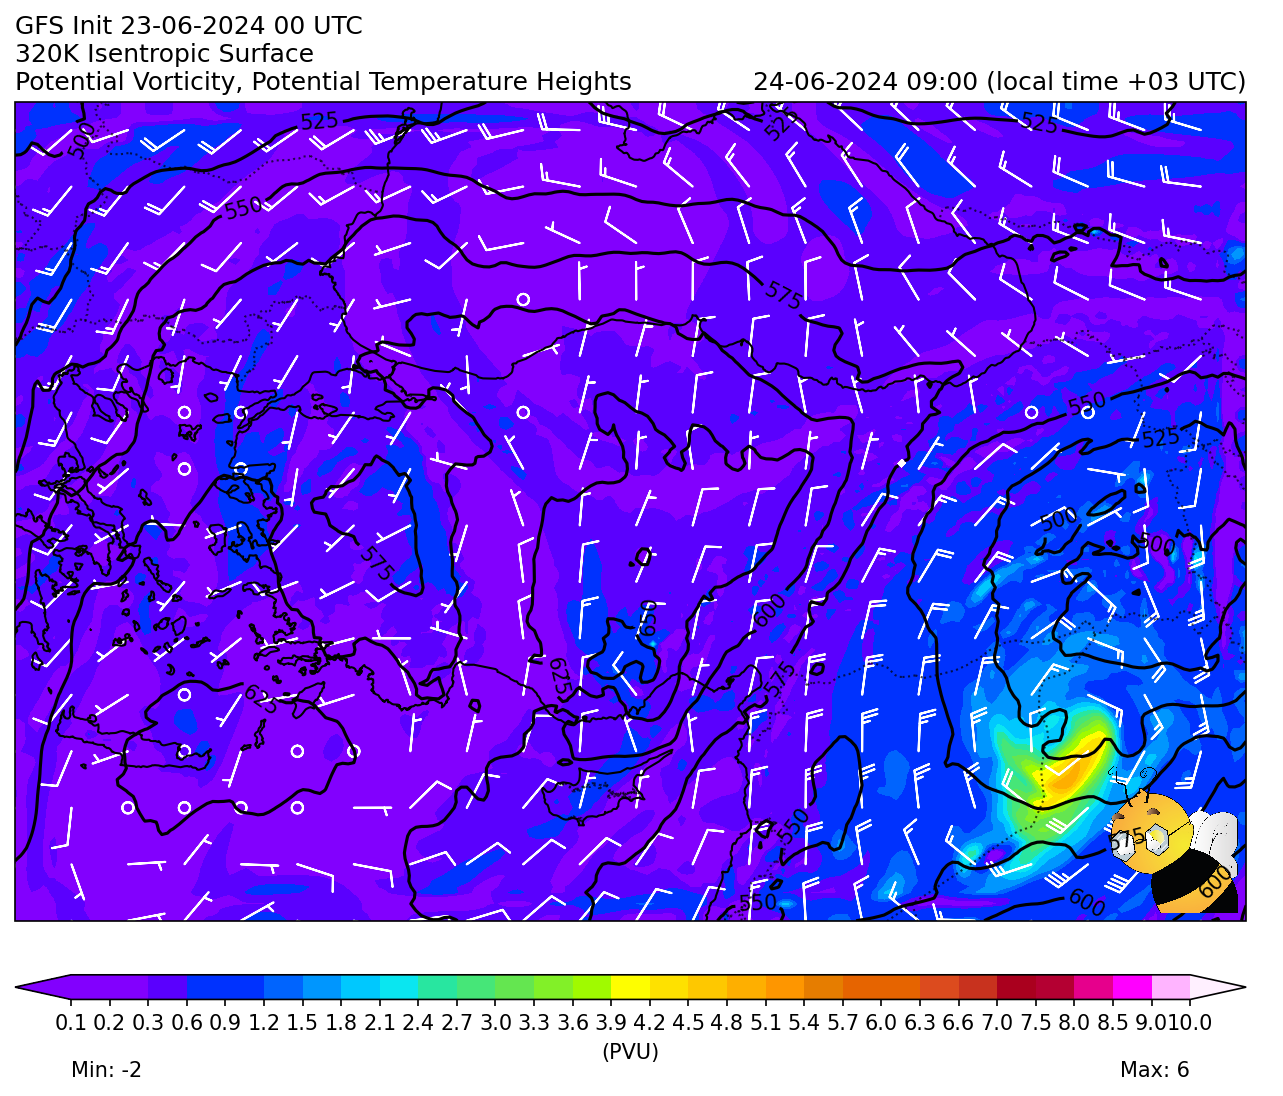 GFS Init 23-06-2024 00 UTC
320K Isentropic Surface
Potential Vorticity, Potential Temperature Heights
24-06-2024 09:00 (local time +03 UTC)
500
525
525
525
550
575
550
525
500
500
575
600
650
625
625
575
550
550
575
600
600
0.1 0.2 0.3 0.6 0.9 1.2 1.5 1.8 2.1 2.4 2.7 3.0 3.3 3.6 3.9 4.2 4.5 4.8 5.1 5.4 5.7 6.0 6.3 6.6 7.0 7.5 8.0 8.5 9.0 10.0
(PVU)
Min: -2
Max: 6